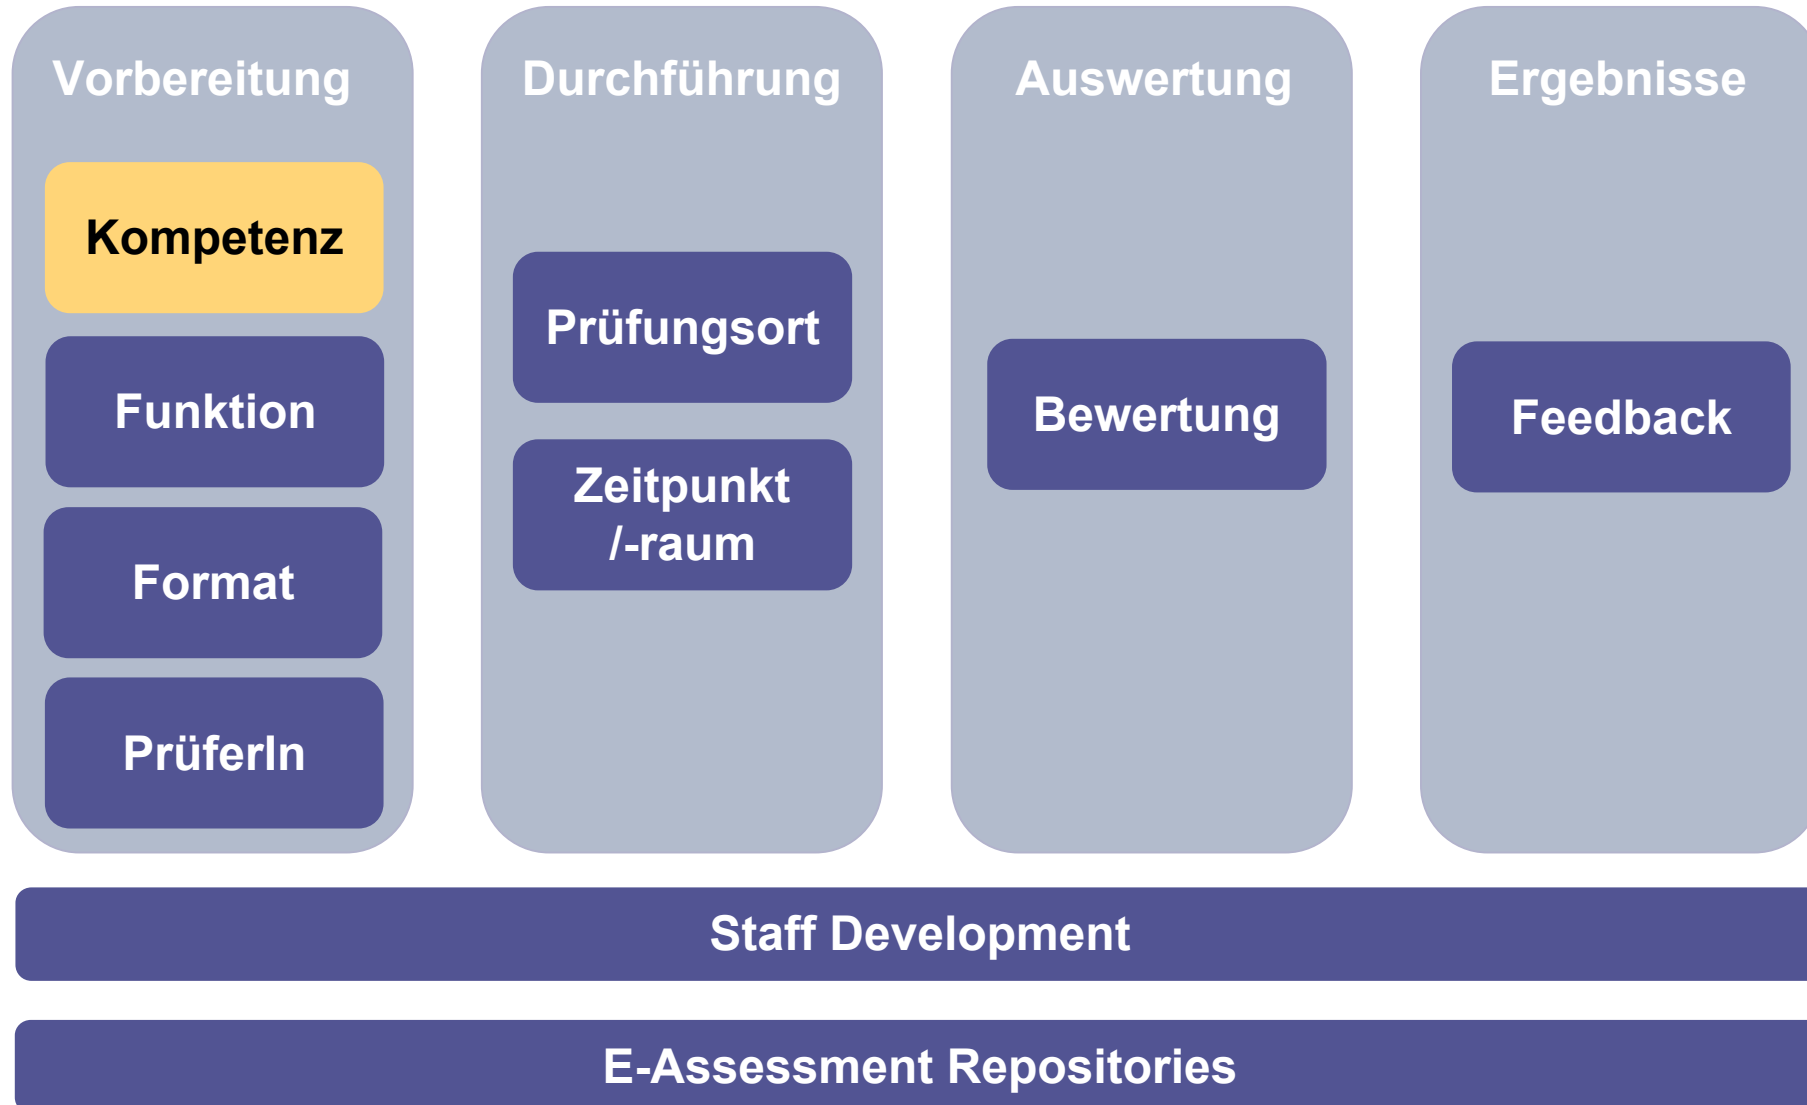 Vorbereitung
Kompetenz
Funktion
Format
PrüferIn
Durchführung
Prüfungsort
Zeitpunkt
/-raum
Auswertung
Bewertung
Ergebnisse
Feedback
Staff Development
E-Assessment Repositories